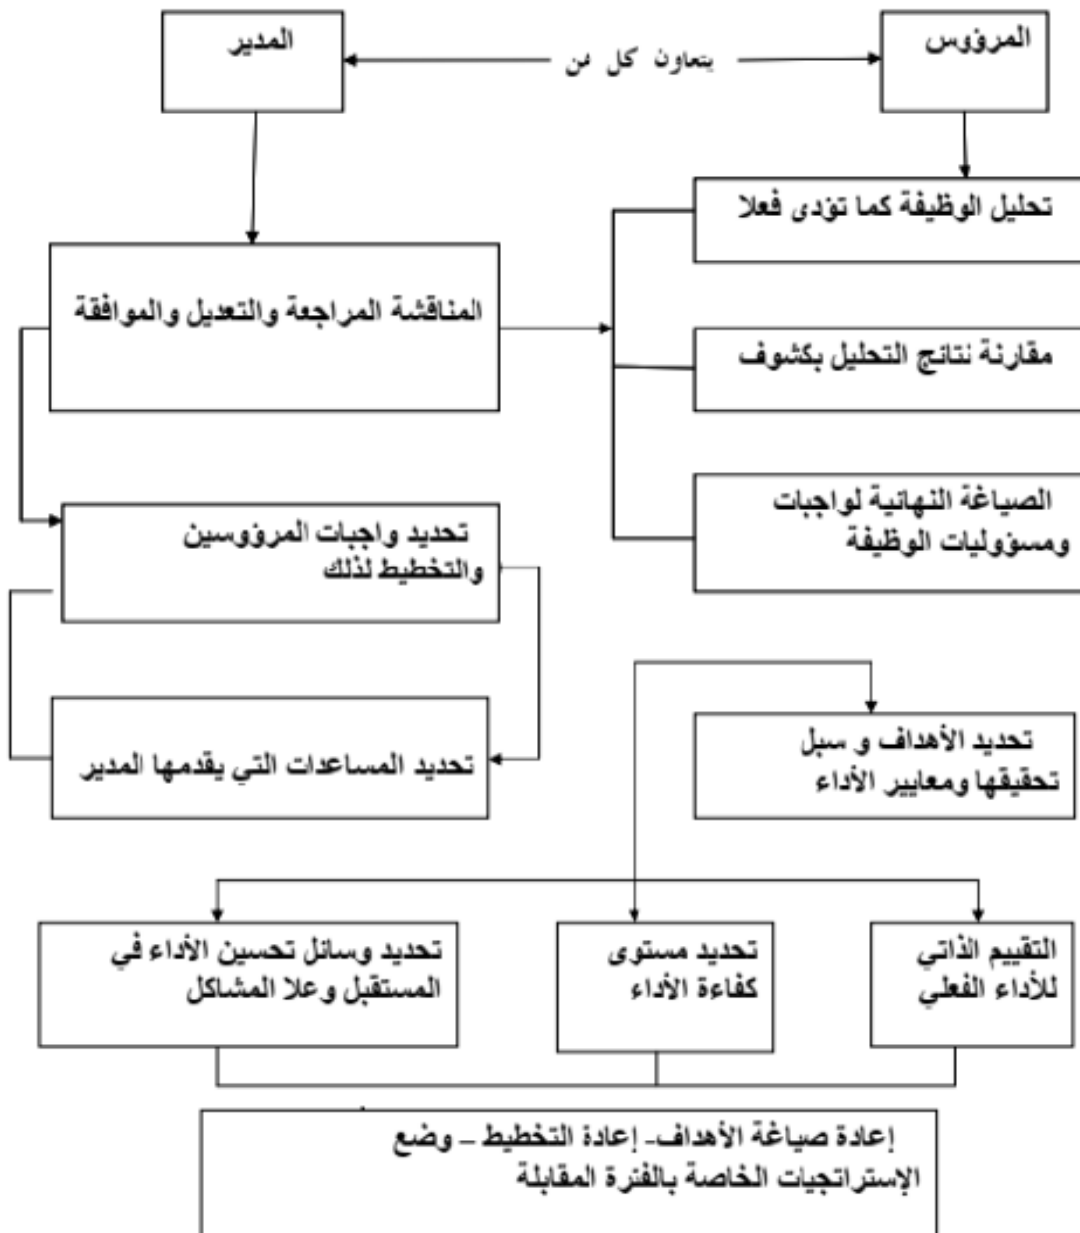 المرؤوس
يتعاون كل من
المدير
تحليل الوظيفة كما تؤدى فعلا
المناقشة المراجعة والتعديل والموافقة
مقارنة نتائج التحليل بكشوف
الصياغة النهائية لواجبات
ومسؤوليات الوظيفة
تحديد واجبات المرؤوسين
والتخطيط لذلك
تحديد الأهداف و سبل
تحقيقها ومعايير الأداء
تحديد المساعدات التي يقدمها المدير
التقييم الذاتي
للأداء الفعلي
تحديد مستوى
كفاءة الأداء
تحديد وسائل تحسين الأداء في
المستقبل وعلا المشاكل
إعادة صياغة الأهداف- إعادة التخطيط – وضع
الإستراتجيات الخاصة بالفترة المقابلة